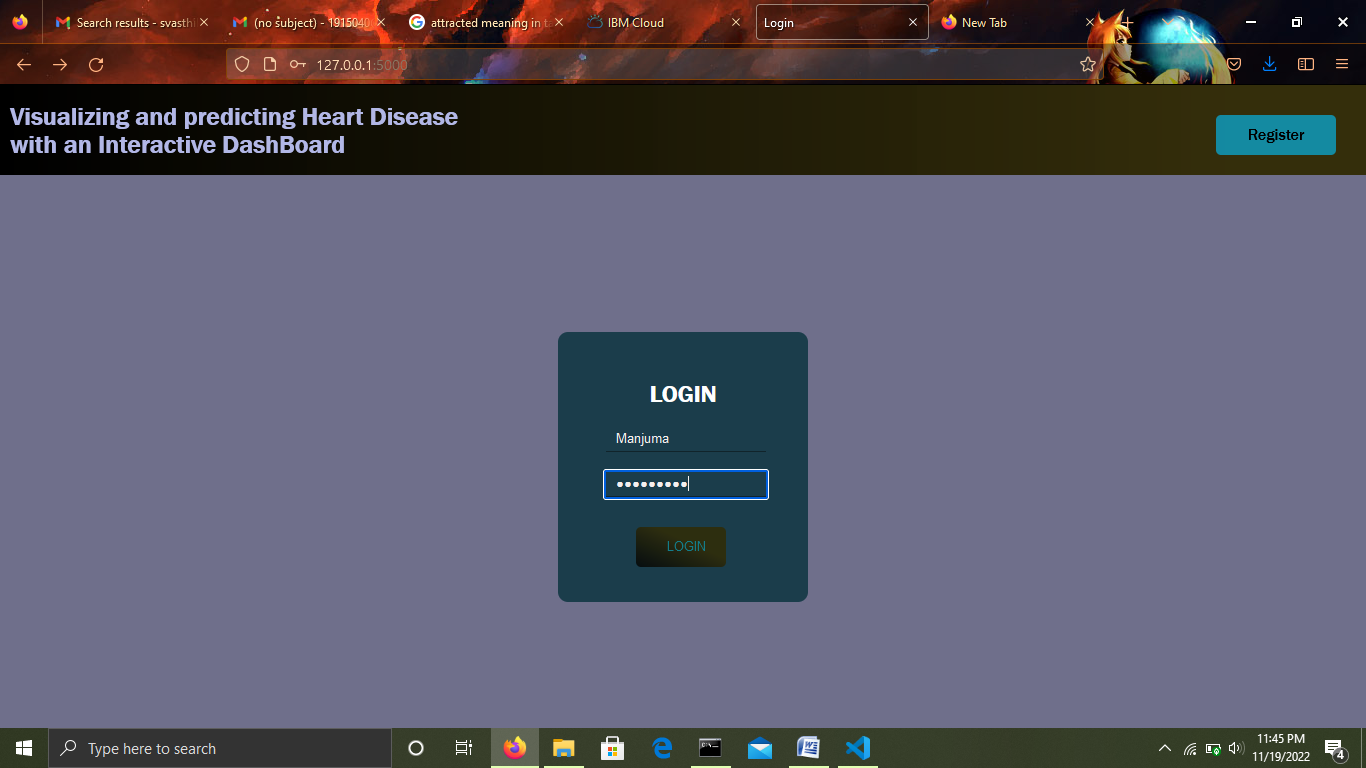 Search results - svasthi
(no subject) - 1915040
attracted meaning in ta
IBM Cloud
Login
New Tab
127.0.0.1:5000
Visualizing and predicting Heart Disease
with an Interactive DashBoard
Register
LOGIN
Manjuma
LOGIN
Type here to search
11:45 PM
11/19/2022
4